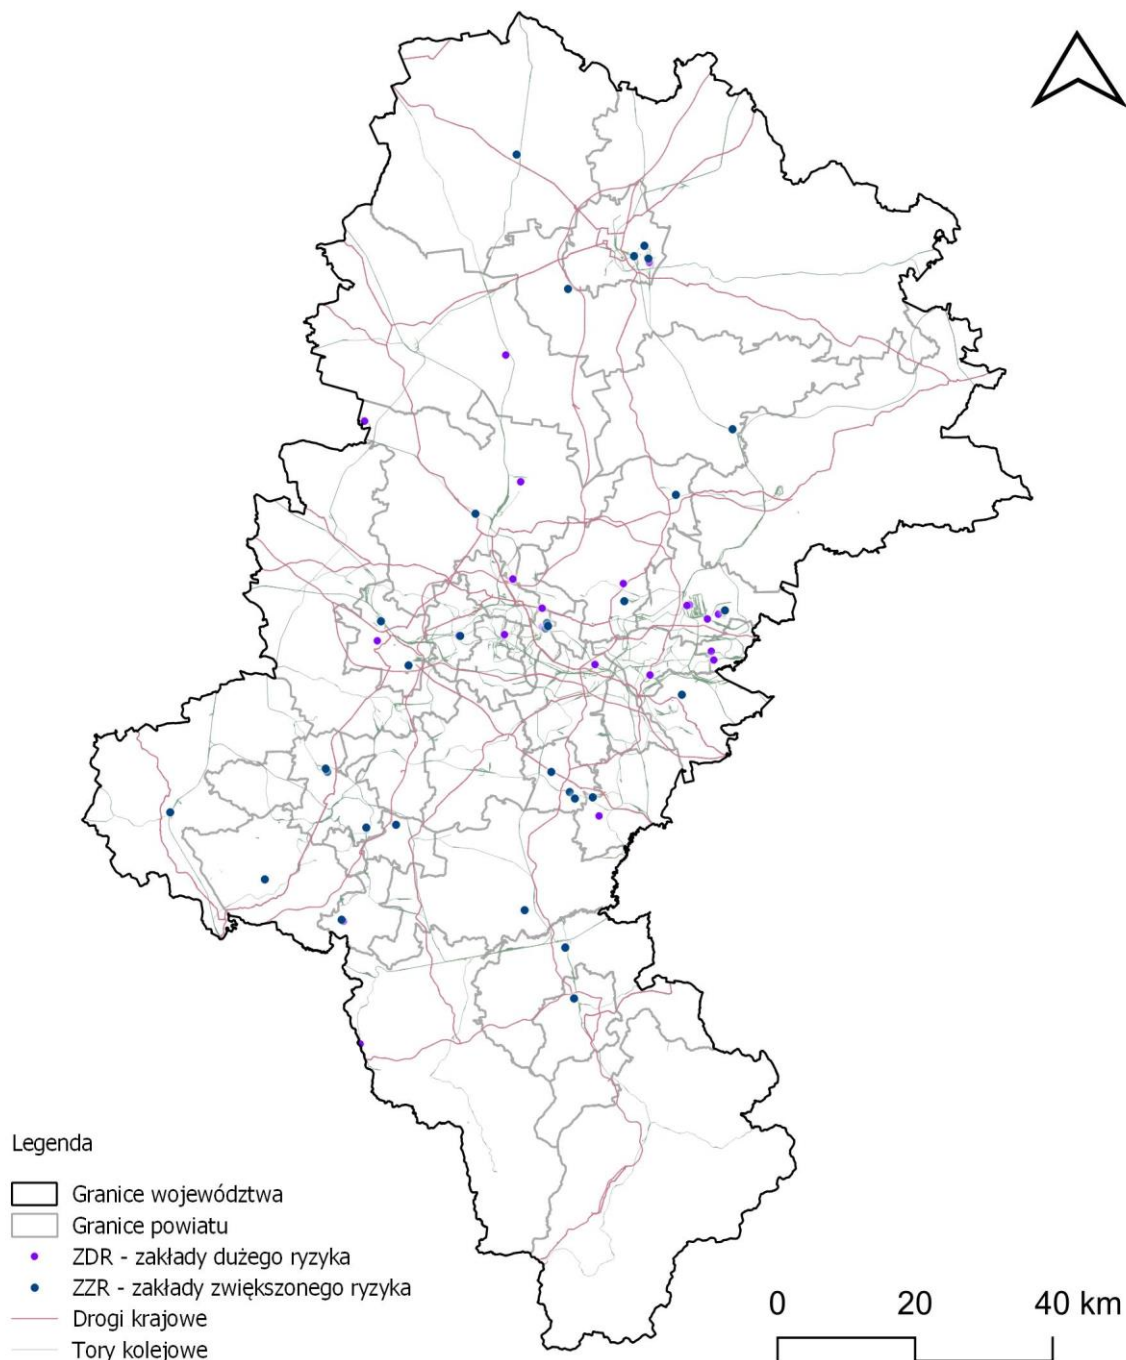 Legenda
Granice województwa
Granice powiatu
ZDR - zakłady dużego ryzyka
ZZR - zakłady zwiększonego ryzyka
Drogi krajowe
Tory kolejowe
0 20 40 km